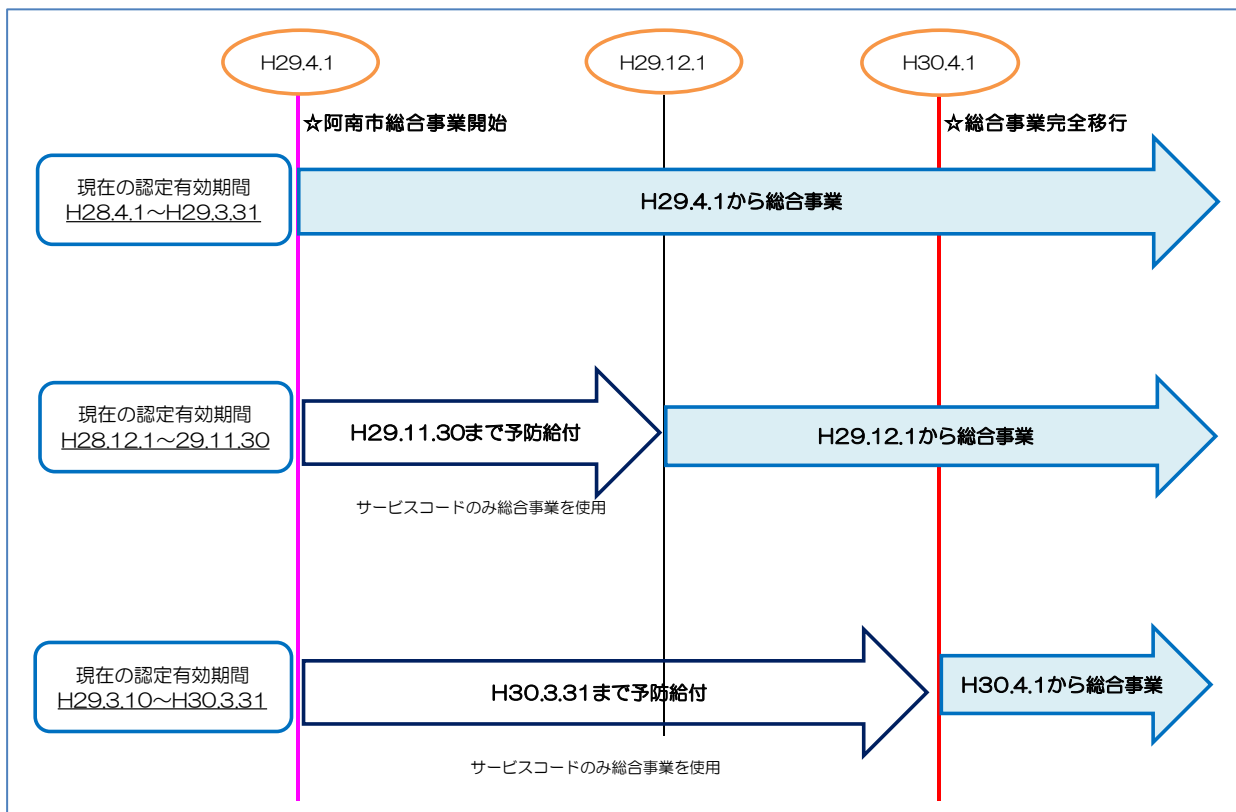 H29.4.1
H29.12.1
H30.4.1
☆阿南市総合事業開始
☆総合事業完全移行
現在の認定有効期間
H28.4.1～H29.3.31
H29.4.1から総合事業
現在の認定有効期間
H28.12.1～29.11.30
H29.11.30まで予防給付
H29.12.1から総合事業
サービスコードのみ総合事業を使用
現在の認定有効期間
H29.3.10～H30.3.31
H30.3.31まで予防給付
H30.4.1から総合事業
サービスコードのみ総合事業を使用